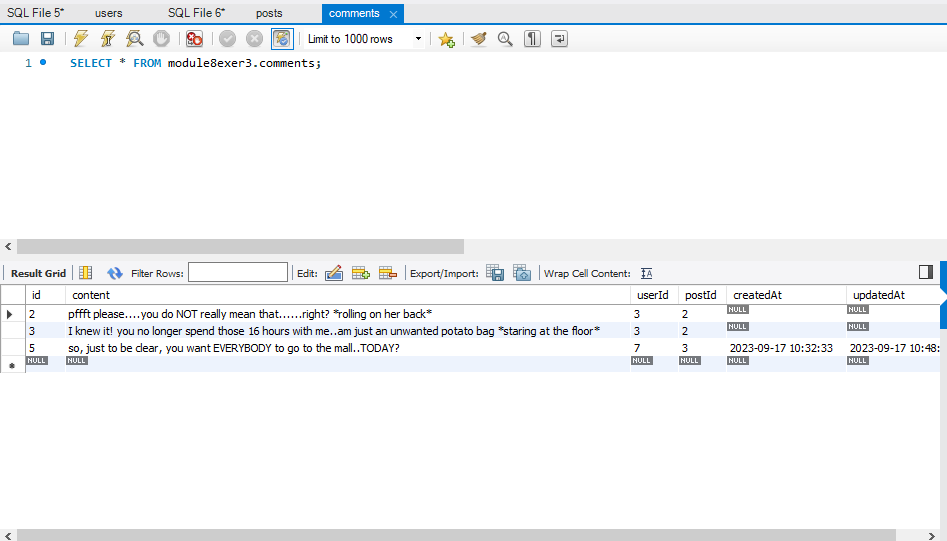 SQL File 5* users SQL File 6* posts comments
Limit to 1000 rows
1 SELECT * FROM module8exer3.comments;
Result Grid Filter Rows: Edit: Export/Import: Wrap Cell Content:
id content userId postId createdAt updatedAt
2 pffft please....you do NOT really mean that......right? *rolling on her back* 3 2 NULL NULL
3 I knew it! you no longer spend those 16 hours with me..am just an unwanted potato bag *staring at the floor* 3 2 NULL NULL
5 so, just to be clear, you want EVERYBODY to go to the mall..TODAY? 7 3 2023-09-17 10:32:33 2023-09-17 10:48:
NULL NULL NULL NULL NULL NULL